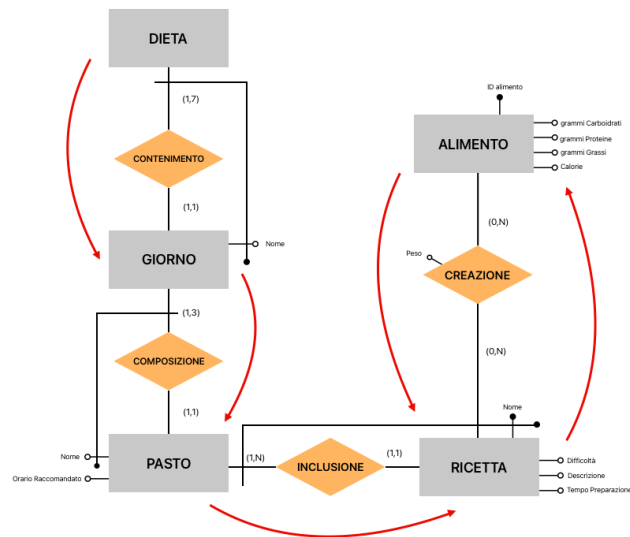 DIETA
(1,7)
CONTENIMENTO
(1,1)
Nome
GIORNO
(1,3)
COMPOSIZIONE
(1,1)
Nome
PASTO
Orario Raccomandato
(1,N)
INCLUSIONE
(1,1)
ID alimento
ALIMENTO
grammi Carboidrati
grammi Proteine
grammi Grassi
Calorie
(0,N)
Peso
CREAZIONE
(0,N)
Nome
RICETTA
Difficoltà
Descrizione
Tempo Preparazione